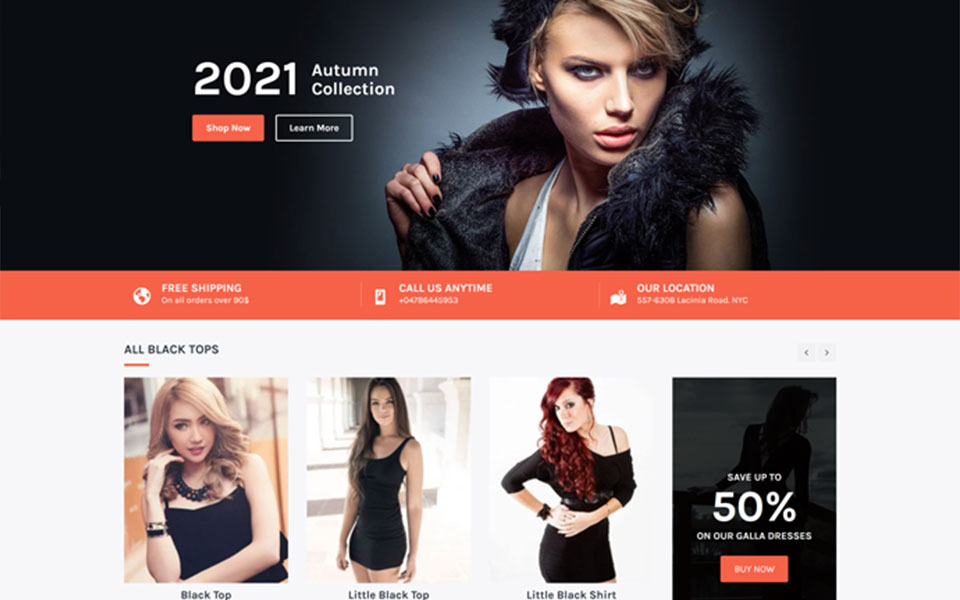 2021 Autumn
Collection
Shop Now Learn More
FREE SHIPPING
On all orders over 90$
CALL US ANYTIME
+04786445953
OUR LOCATION
557-6308 Lacinia Road. NYC
ALL BLACK TOPS
SAVE UP TO
50%
ON OUR GALLA DRESSES
BUY NOW
Black Top
Little Black Top
Little Black Shirt